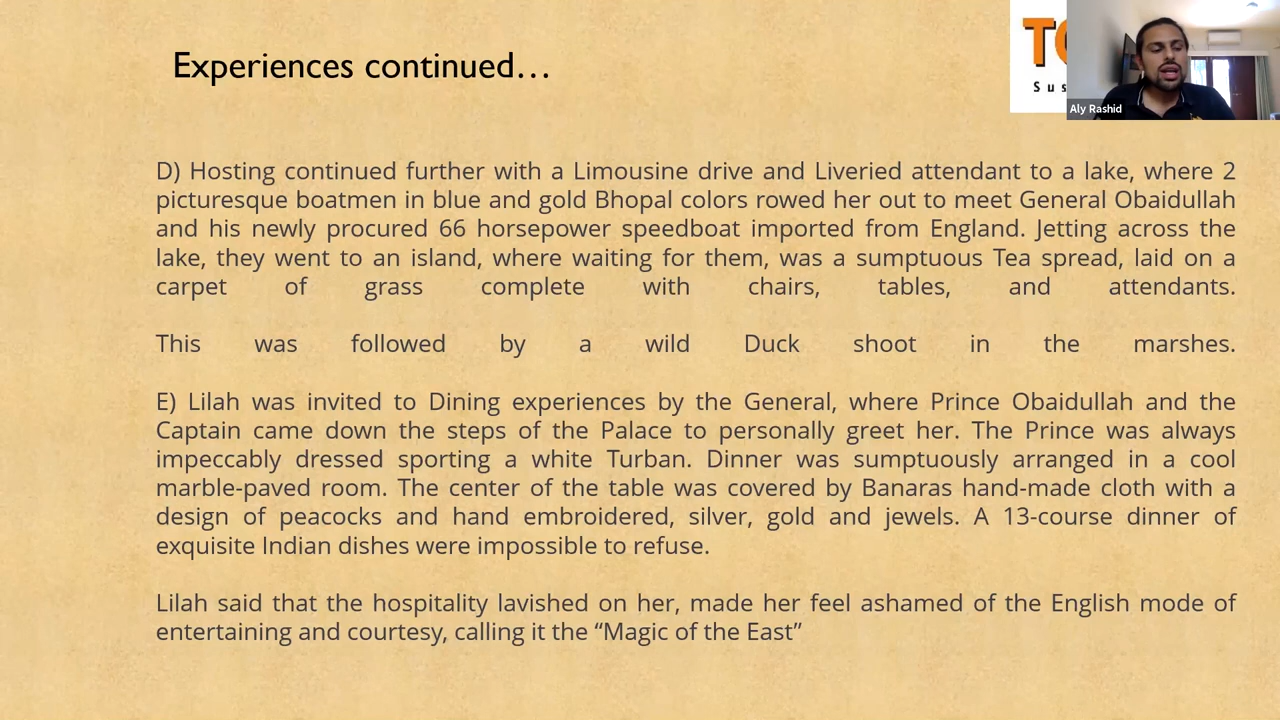 Experiences continued…
Aly Rashid
D) Hosting continued further with a Limousine drive and Liveried attendant to a lake, where 2
picturesque boatmen in blue and gold Bhopal colors rowed her out to meet General Obaidullah
and his newly procured 66 horsepower speedboat imported from England. Jetting across the
lake, they went to an island, where waiting for them, was a sumptuous Tea spread, laid on a
carpet of grass complete with chairs, tables, and attendants.
This was followed by a wild Duck shoot in the marshes.
E) Lilah was invited to Dining experiences by the General, where Prince Obaidullah and the
Captain came down the steps of the Palace to personally greet her. The Prince was always
impeccably dressed sporting a white Turban. Dinner was sumptuously arranged in a cool
marble-paved room. The center of the table was covered by Banaras hand-made cloth with a
design of peacocks and hand embroidered, silver, gold and jewels. A 13-course dinner of
exquisite Indian dishes were impossible to refuse.
Lilah said that the hospitality lavished on her, made her feel ashamed of the English mode of
entertaining and courtesy, calling it the “Magic of the East”